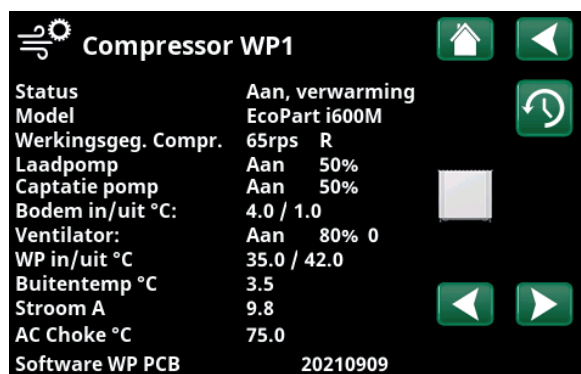 Compressor WP1
Status Aan, verwarming
Model EcoPart i600M
Werkingsgeg. Compr. 65rps R
Laadpomp Aan 50%
Captatie pomp Aan 50%
Bodem in/uit °C: 4.0 / 1.0
Ventilator: Aan 80% 0
WP in/uit °C 35.0 / 42.0
Buitentemp °C 3.5
Stroom A 9.8
AC Choke °C 75.0
Software WP PCB 20210909